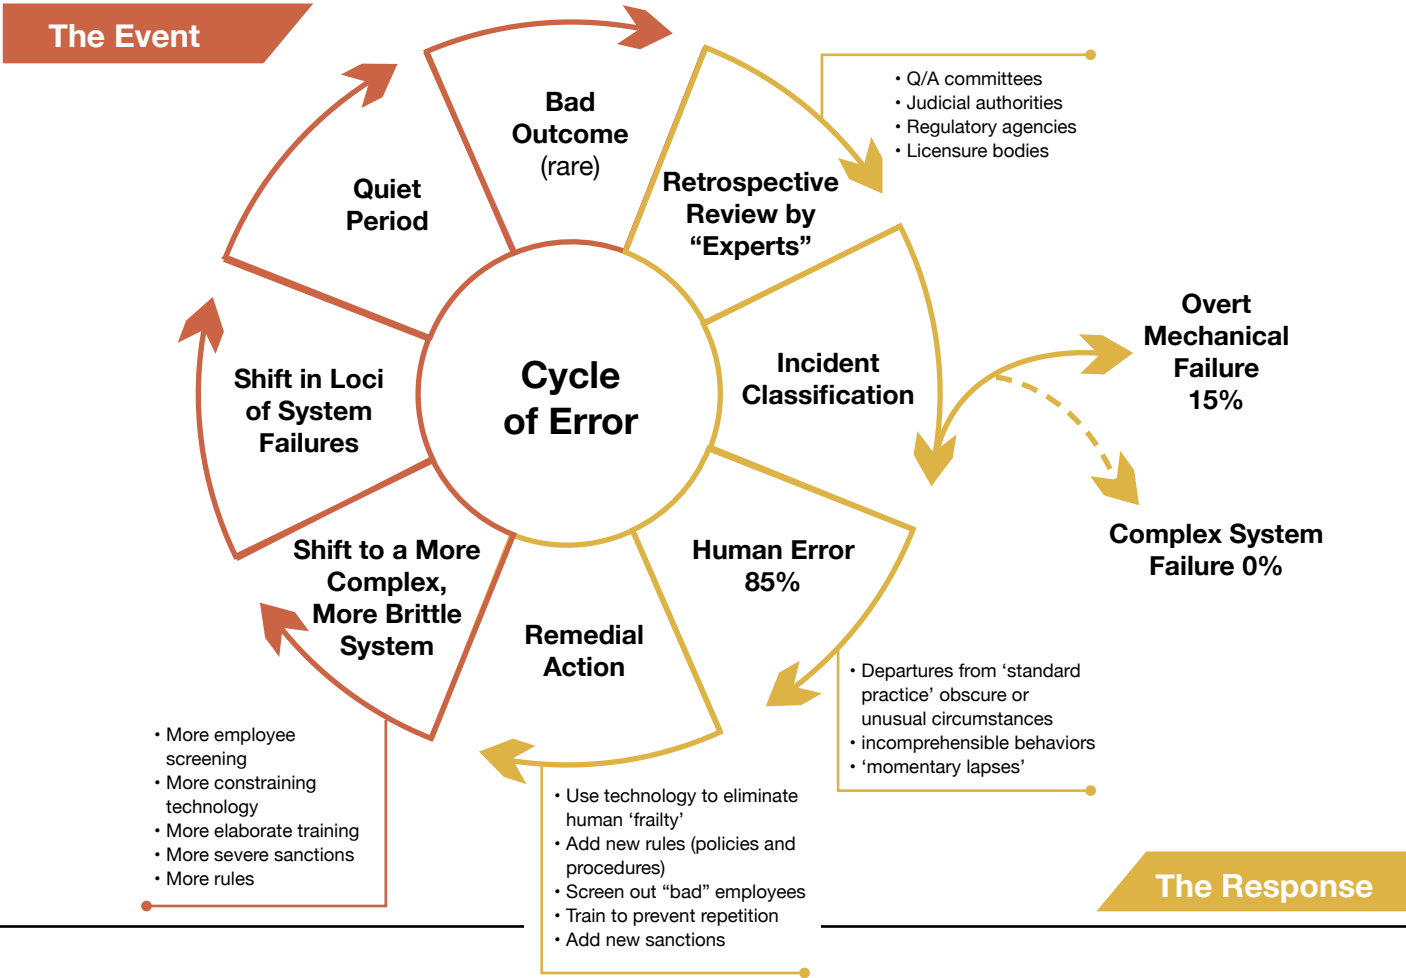 The Event
Bad
Outcome
(rare)
Retrospective
Review by
“Experts”
• Q/A committees
• Judicial authorities
• Regulatory agencies
• Licensure bodies
Quiet
Period
Incident
Classification
Overt
Mechanical
Failure
15%
Complex System
Failure 0%
Cycle
of Error
Shift in Loci
of System
Failures
Human Error
85%
• Departures from ‘standard
practice’ obscure or
unusual circumstances
• incomprehensible behaviors
• ‘momentary lapses’
Remedial
Action
• Use technology to eliminate
human ‘frailty’
• Add new rules (policies and
procedures)
• Screen out “bad” employees
• Train to prevent repetition
• Add new sanctions
Shift to a More
Complex,
More Brittle
System
• More employee
screening
• More constraining
technology
• More elaborate training
• More severe sanctions
• More rules
The Response